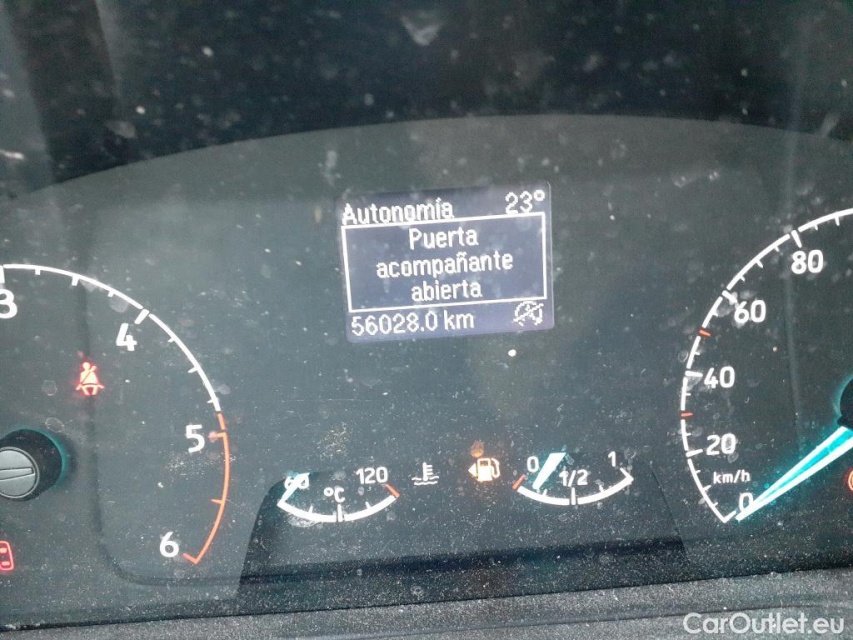 Autonomía 23°
Puerta
acompañante
abierta
56028.0 km
3
4
5
6
60 °C 120
0 1/2 1
80
60
40
20
km/h
0
CarOutlet.eu